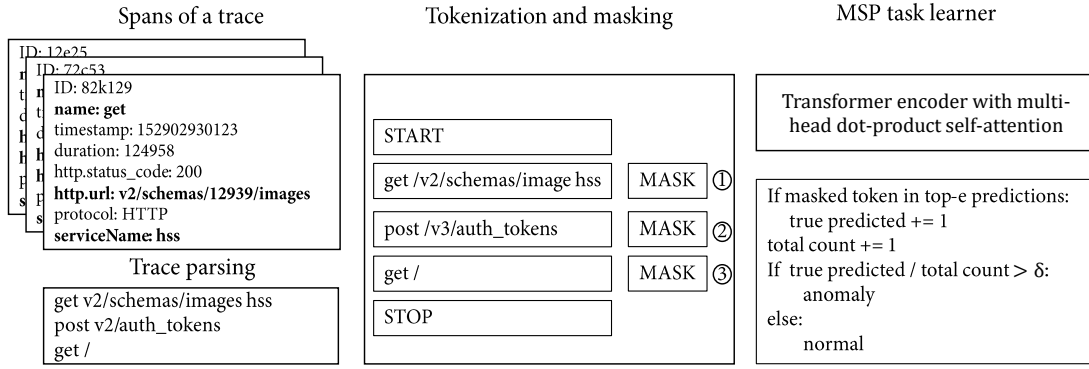 Spans of a trace
ID: 12e25
ID: 72c53
ID: 82k129
name: get
timestamp: 152902930123
duration: 124958
http.status_code: 200
http.url: v2/schemas/12939/images
protocol: HTTP
serviceName: hss
Trace parsing
get v2/schemas/images hss
post v2/auth_tokens
get /
Tokenization and masking
START
get /v2/schemas/image hss MASK ①
post /v3/auth_tokens MASK ②
get / MASK ③
STOP
MSP task learner
Transformer encoder with multi-
head dot-product self-attention
If masked token in top-e predictions:
true predicted += 1
total count += 1
If true predicted / total count > δ:
anomaly
else:
normal